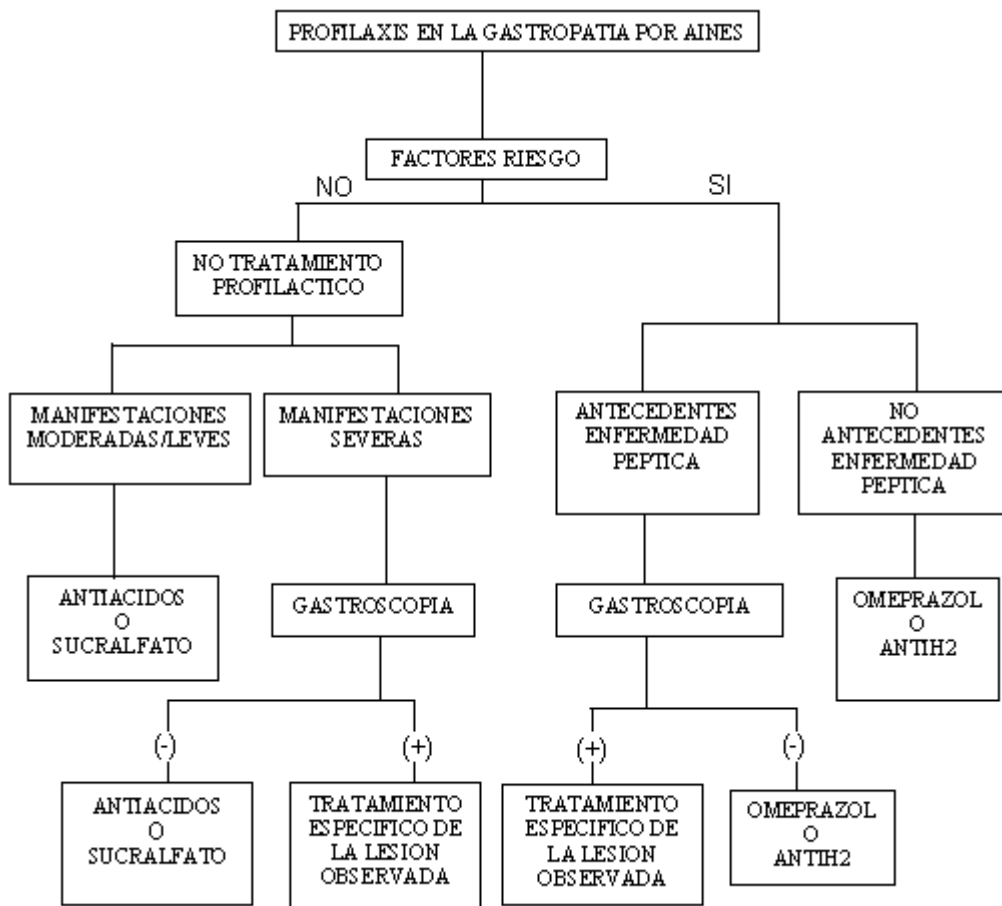 PROFILAXIS EN LA GASTROPATIA POR AINES
FACTORES RIESGO
NO
SI
NO TRATAMIENTO
PROFILACTICO
MANIFESTACIONES
MODERADAS/LEVES
MANIFESTACIONES
SEVERAS
ANTECEDENTES
ENFERMEDAD
PEPTICA
NO
ANTECEDENTES
ENFERMEDAD
PEPTICA
ANTIACIDOS
O
SUCRALFATO
GASTROSCOPIA
GASTROSCOPIA
OMEPRAZOL
O
ANTIH2
(-)
(+)
(+)
(-)
ANTIACIDOS
O
SUCRALFATO
TRATAMIENTO
ESPECIFICO DE
LA LESION
OBSERVADA
TRATAMIENTO
ESPECIFICO DE
LA LESION
OBSERVADA
OMEPRAZOL
O
ANTIH2